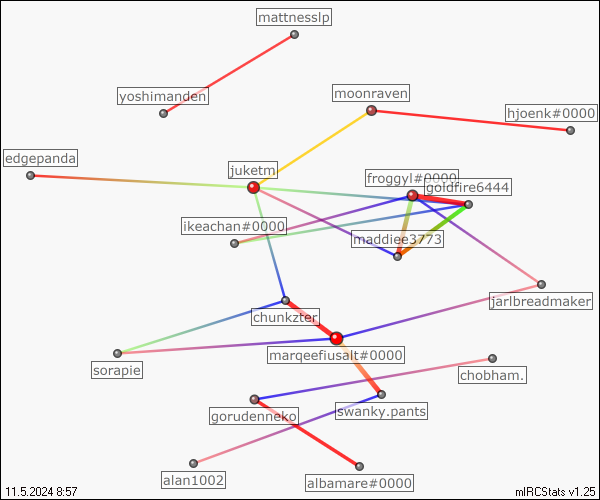 mattnesslp
yoshimanden
moonraven
hjoenk#0000
edgepanda
juketm
froggyl#0000
goldfire6444
ikeachan#0000
maddiee3773
jarlbreadmaker
chunkzter
marqeefiusalt#0000
sorapie
chobham.
gorudenneko
swanky.pants
alan1002
albamare#0000
11.5.2024 8:57
mIRCStats v1.25